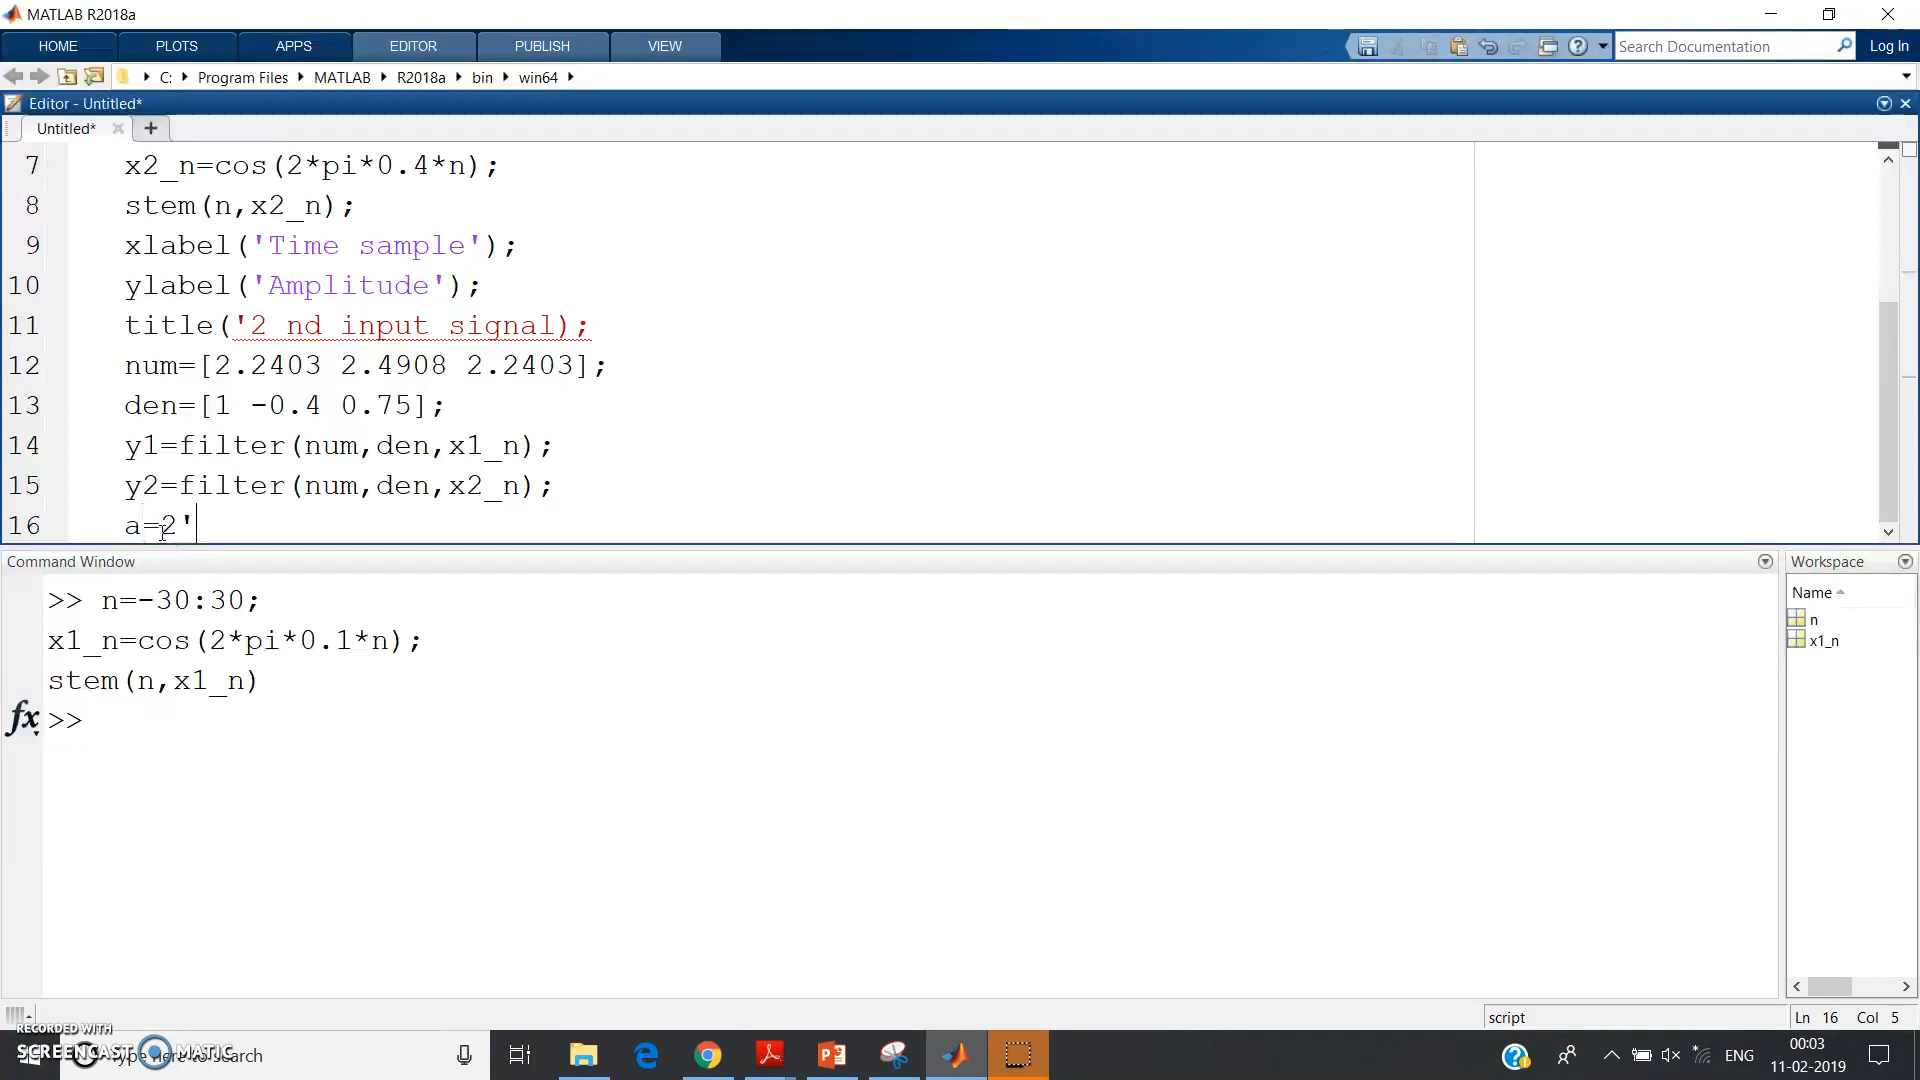 MATLAB R2018a
HOME PLOTS APPS EDITOR PUBLISH VIEW Search Documentation Log In
C: Program Files MATLAB R2018a bin win64
Editor - Untitled*
Untitled*
7 x2_n=cos(2*pi*0.4*n);
8 stem(n,x2_n);
9 xlabel('Time sample');
10 ylabel('Amplitude');
11 title('2 nd input signal);
12 num=[2.2403 2.4908 2.2403];
13 den=[1 -0.4 0.75];
14 y1=filter(num,den,x1_n);
15 y2=filter(num,den,x2_n);
16 a=2'
Command Window
Workspace
Name
n
x1_n
>> n=-30:30;
x1_n=cos(2*pi*0.1*n);
stem(n,x1_n)
fx >>
script
Ln 16 Col 5
RECORDED WITH
SCREENCAST MATIC
Type here to search
ENG
00:03
11-02-2019